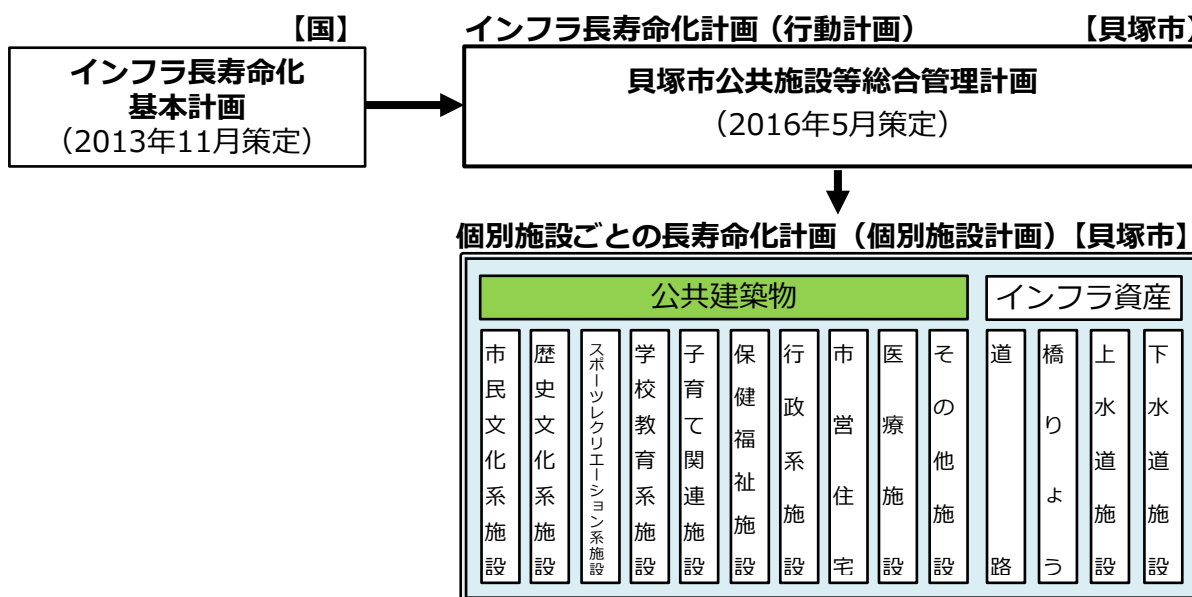 【国】
インフラ長寿命化
基本計画
（2013年11月策定）
インフラ長寿命化計画（行動計画）
【貝塚市】
貝塚市公共施設等総合管理計画
（2016年5月策定）
個別施設ごとの長寿命化計画（個別施設計画）【貝塚市】
公共建築物
インフラ資産
市民文化系施設
歴史文化系施設
スポーツレクリエーション系施設
学校教育系施設
子育て関連施設
保健福祉施設
行政系施設
市営住宅
医療施設
その他施設
道路
橋りょう
上水道施設
下水道施設